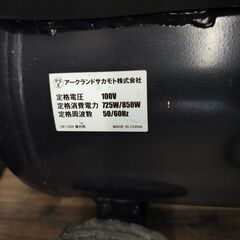 アークランドサカモト株式会社
定格電圧 100V
定格消費電力 725W/850W
定格周波数 50/60Hz
MADE IN CHINA